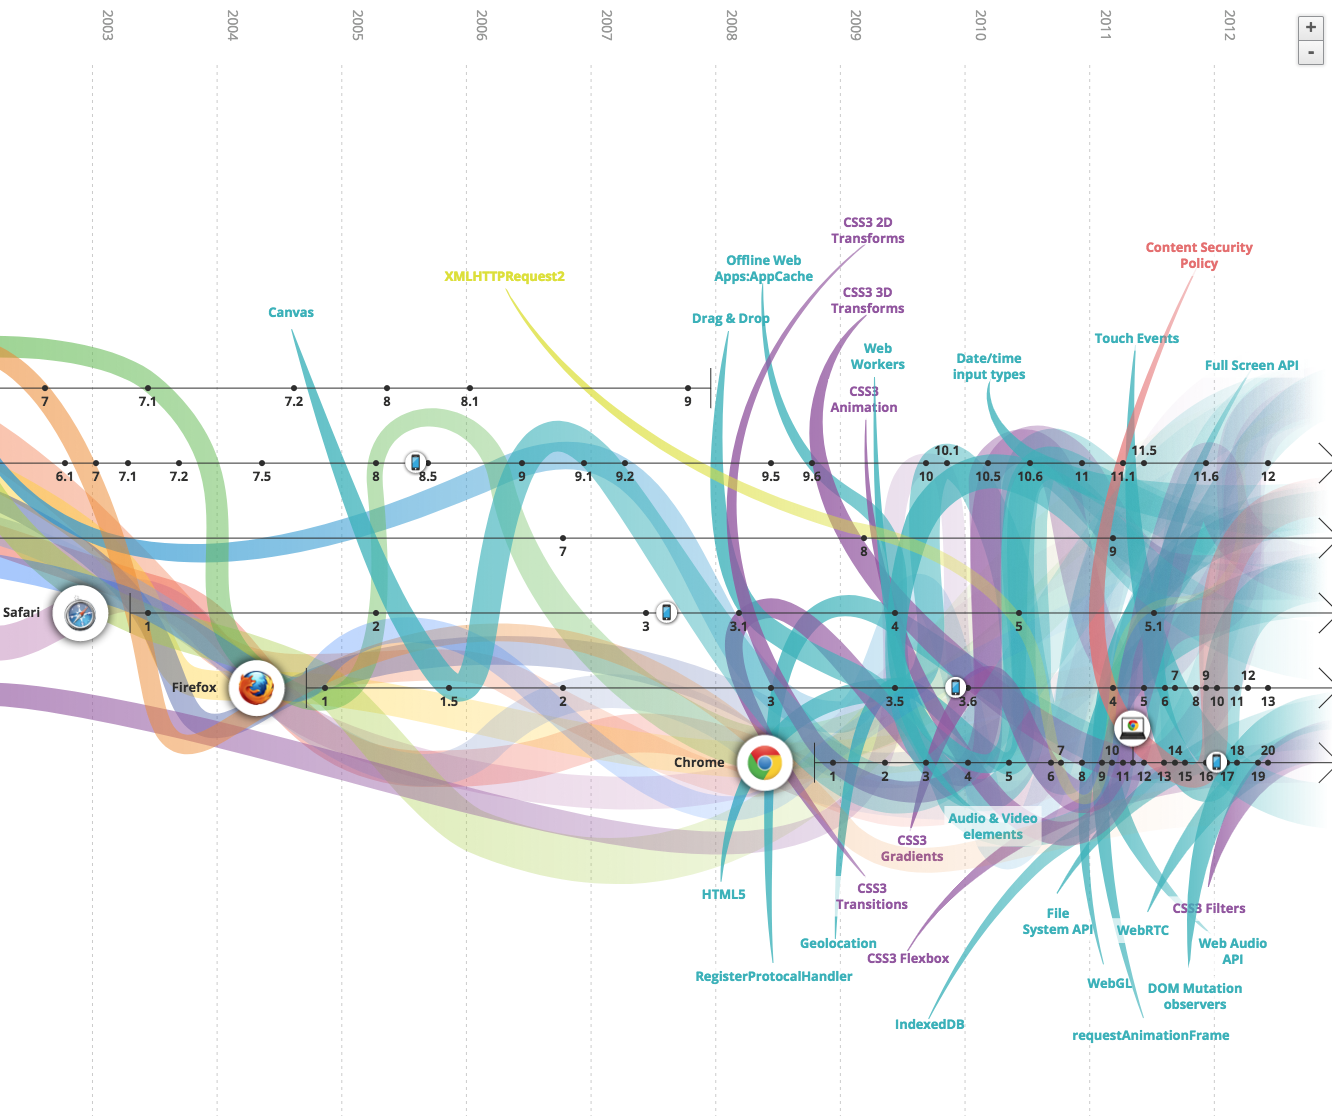 2003
2004
2005
2006
2007
2008
2009
2010
2011
2012
+
-
CSS3 2D
Transforms
Content Security
Policy
Offline Web
Apps:AppCache
XMLHTTPRequest2
CSS3 3D
Transforms
Canvas
Drag & Drop
Web
Workers
Touch Events
Date/time
input types
Full Screen API
CSS3
Animation
7
7.1
7.2
8
8.1
9
10.1
11.5
6.1
7
7.1
7.2
7.5
8
8.5
9
9.1
9.2
9.5
9.6
10
10.5
10.6
11
11.1
11.6
12
7
8
9
Safari
1
2
3
3.1
4
5
5.1
Firefox
7
9
12
1
1.5
2
3
3.5
3.6
4
5
6
8
10
11
13
Chrome
7
10
14
18
20
1
2
3
4
5
6
8
9
11
12
13
15
16
17
19
Audio & Video
elements
CSS3
Gradients
HTML5
CSS3
Transitions
CSS3 Filters
File
System API
WebRTC
Geolocation
Web Audio
API
CSS3 Flexbox
RegisterProtocalHandler
WebGL
DOM Mutation
observers
IndexedDB
requestAnimationFrame